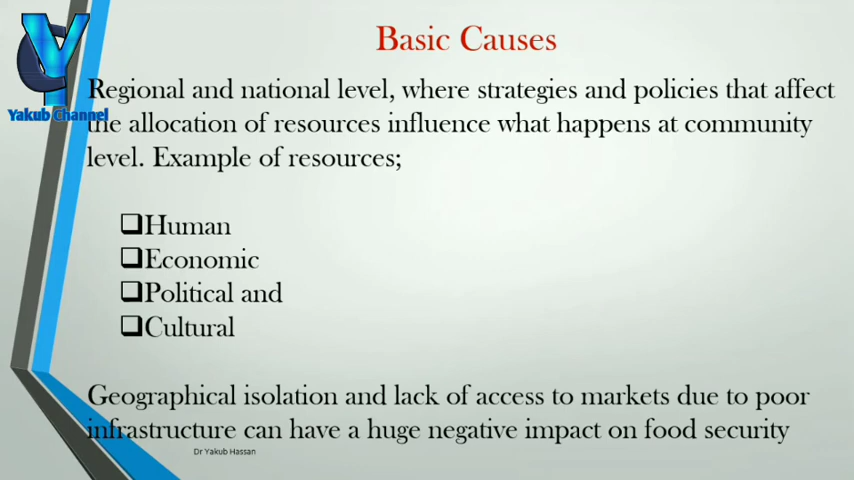 Basic Causes
Regional and national level, where strategies and policies that affect
the allocation of resources influence what happens at community
level. Example of resources;
Human
Economic
Political and
Cultural
Geographical isolation and lack of access to markets due to poor
infrastructure can have a huge negative impact on food security
Dr Yakub Hassan
YC
Yakub Channel